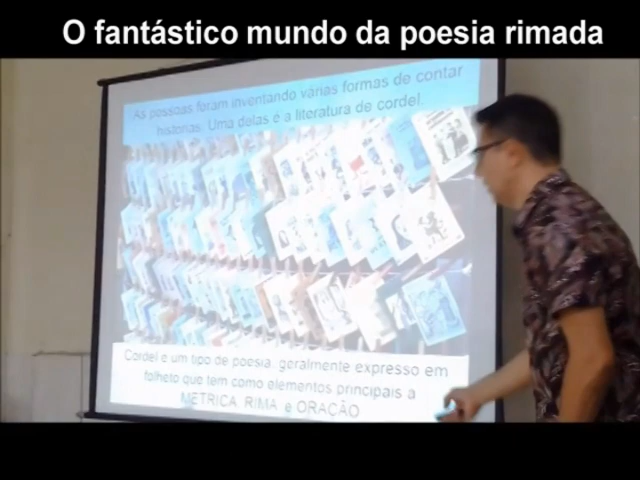 O fantástico mundo da poesia rimada
As pessoas foram inventando várias formas de contar
histórias. Uma delas é a literatura de cordel.
Cordel é um tipo de poesia, geralmente expresso em
folheto que tem como elementos principais a
MÉTRICA, RIMA e ORAÇÃO